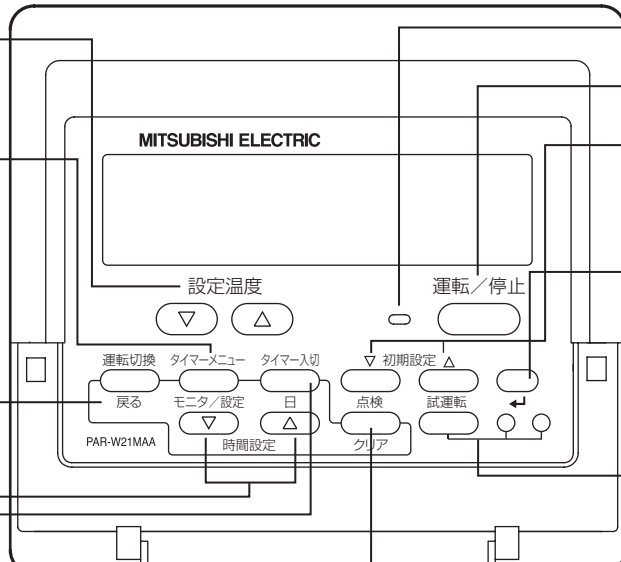 MITSUBISHI ELECTRIC
設定温度
運転／停止
▽ △
運転切換 タイマーメニュー タイマー入切 ▽ 初期設定 △
戻る モニタ／設定 日 点検 試運転 ↵
▽ △
PAR-W21MAA 時間設定 クリア